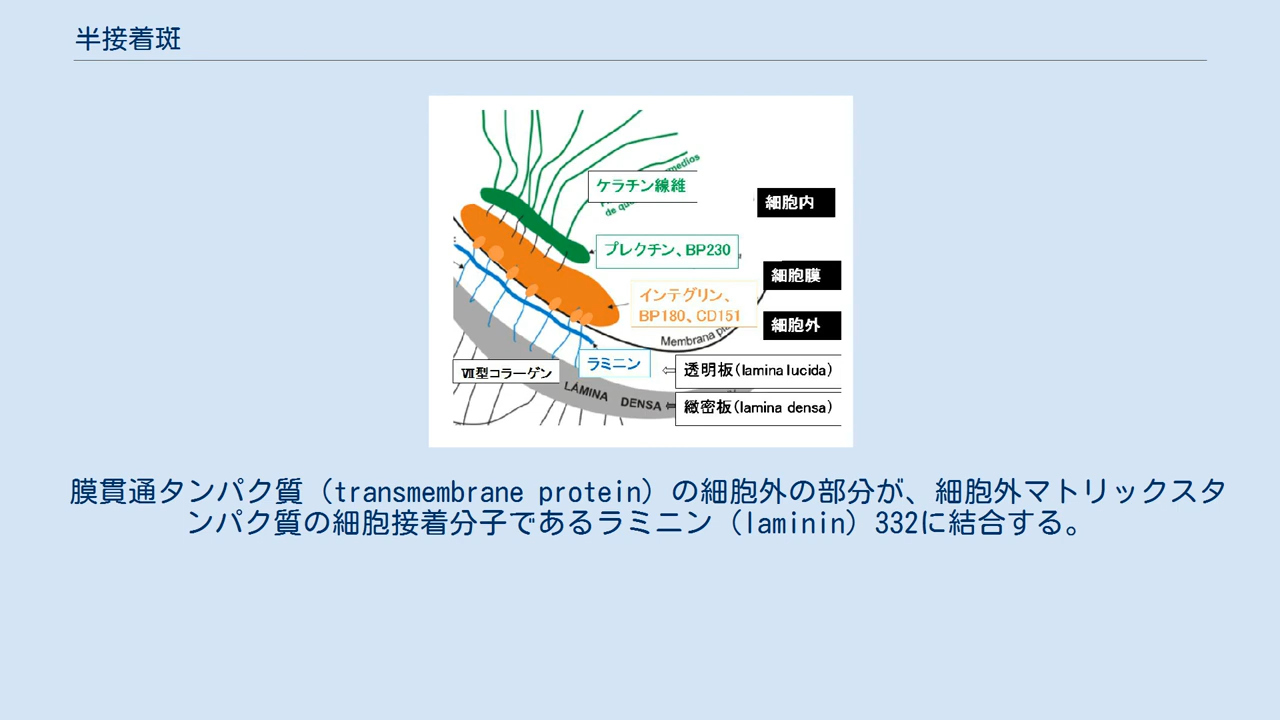 半接着斑
medios
ケラチン線維
de que
細胞内
プレクチン、BP230
細胞膜
インテグリン、
BP180、CD151
細胞外
Membrana
ラミニン
透明板(lamina lucida)
Ⅶ型コラーゲン
LÁMINA DENSA
緻密板(lamina densa)
膜貫通タンパク質（transmembrane protein）の細胞外の部分が、細胞外マトリックスタ
ンパク質の細胞接着分子であるラミニン（laminin）332に結合する。